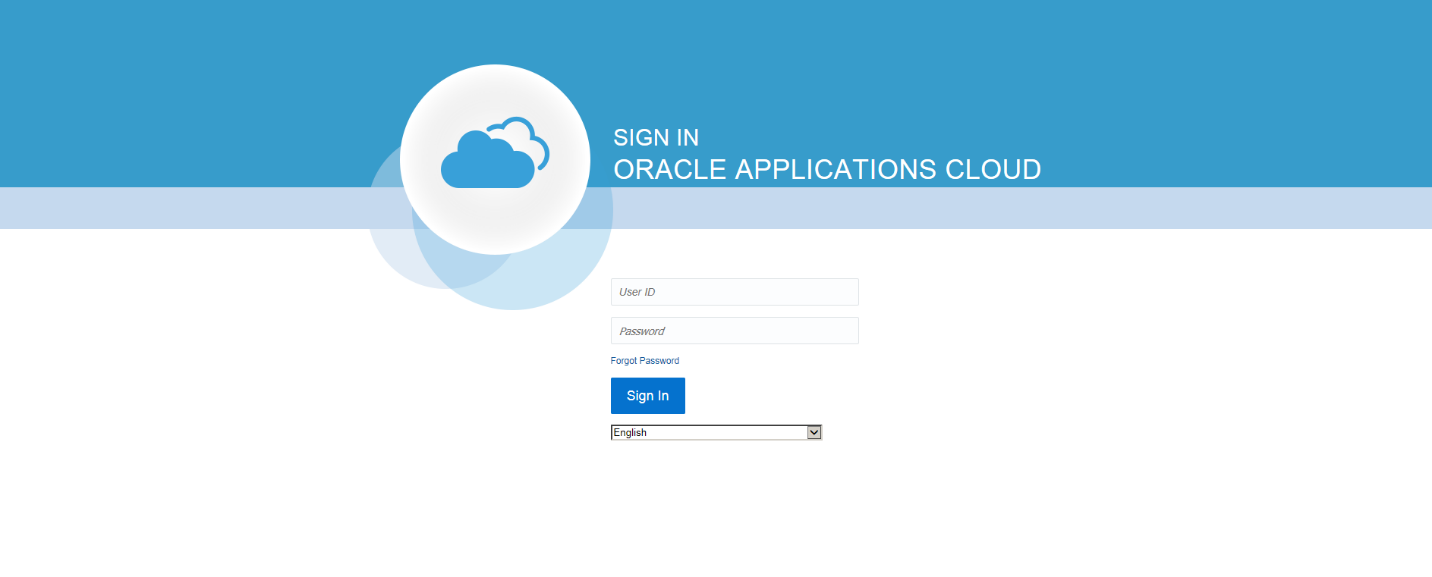 SIGN IN
ORACLE APPLICATIONS CLOUD
User ID
Password
Forgot Password
Sign In
English